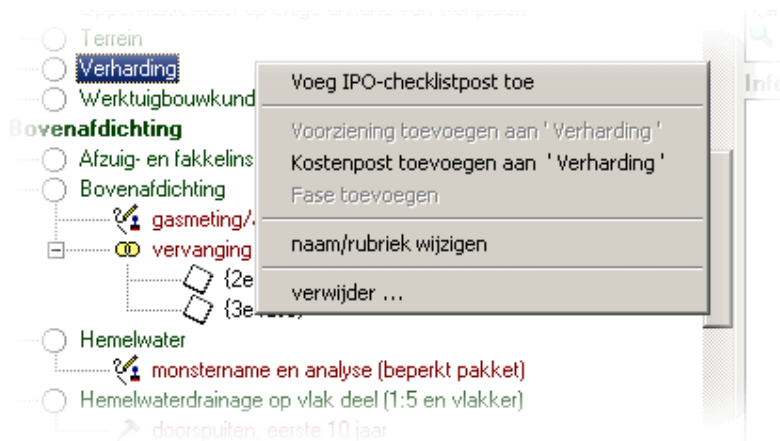 Terrein
Verharding
Werktuigbouwkund
Bovenafdichting
Afzuig- en fakkelins
Bovenafdichting
gasmeting/
vervanging
{2e
{3e
Hemelwater
monstername en analyse (beperkt pakket)
Hemelwaterdrainage op vlak deel (1:5 en vlakker)
doorspuiten, eerste 10 jaar
Voeg IPO-checklistpost toe
Voorziening toevoegen aan ' Verharding '
Kostenpost toevoegen aan ' Verharding '
Fase toevoegen
naam/rubriek wijzigen
verwijder ...
Info